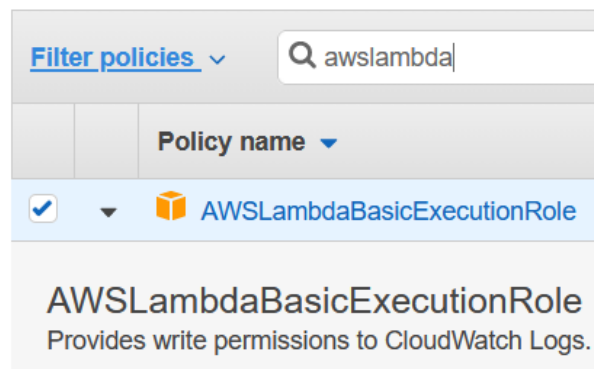 Filter policies
awslambda
Policy name
AWSLambdaBasicExecutionRole
AWSLambdaBasicExecutionRole
Provides write permissions to CloudWatch Logs.